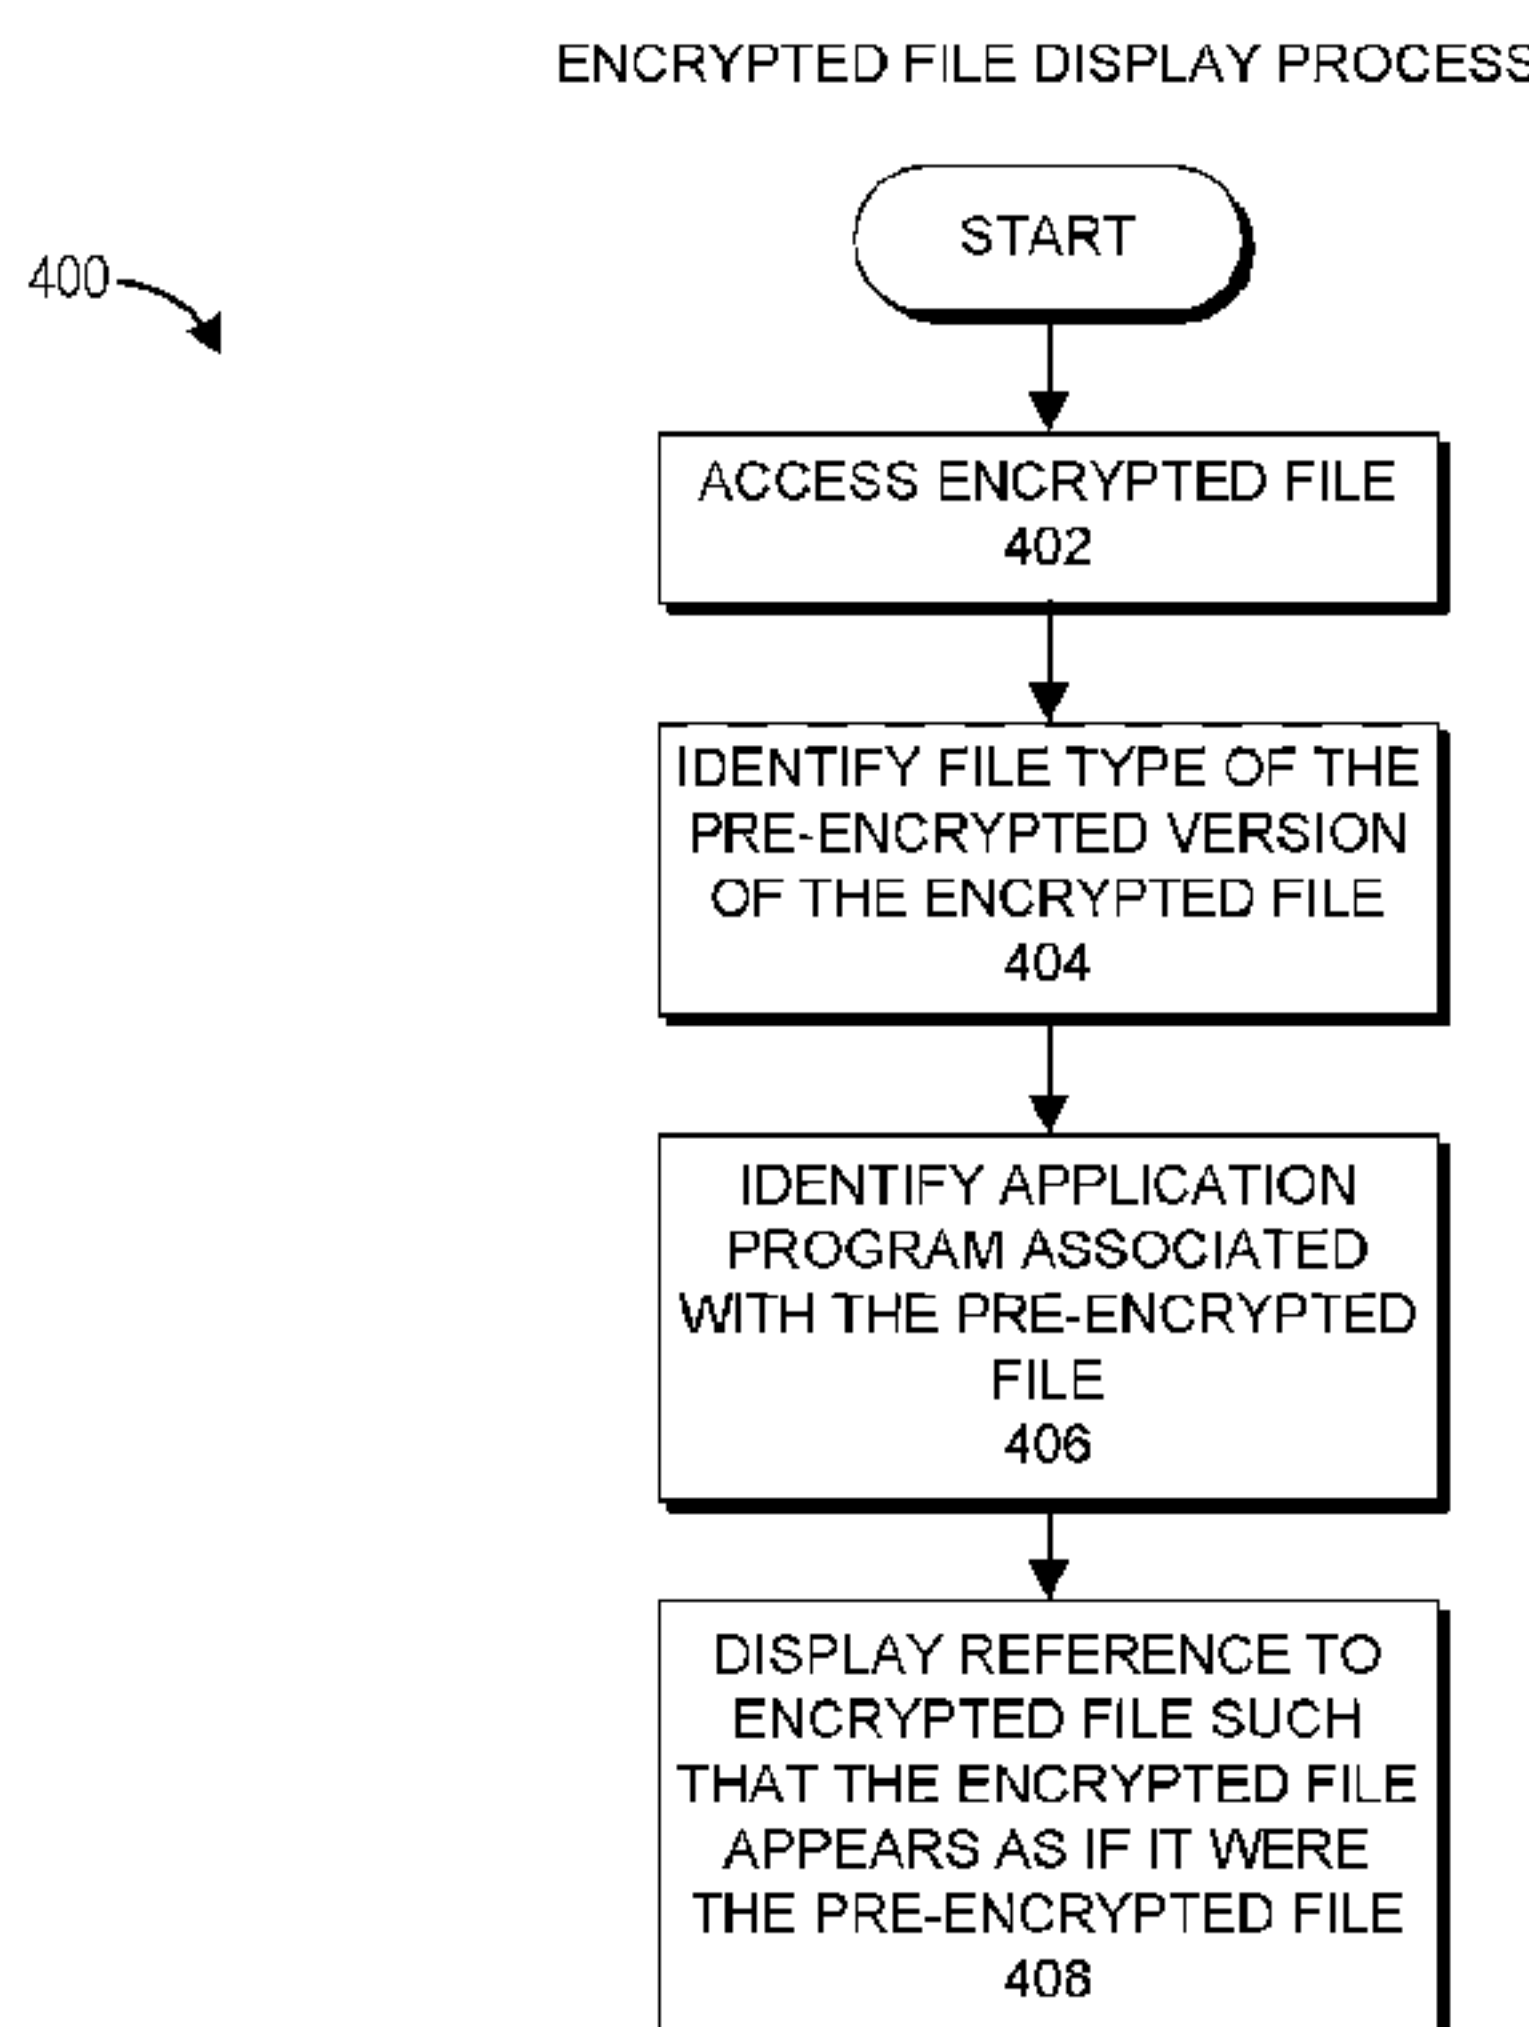 ENCRYPTED FILE DISPLAY PROCESS
START
400
ACCESS ENCRYPTED FILE
402
IDENTIFY FILE TYPE OF THE
PRE-ENCRYPTED VERSION
OF THE ENCRYPTED FILE
404
IDENTIFY APPLICATION
PROGRAM ASSOCIATED
WITH THE PRE-ENCRYPTED
FILE
406
DISPLAY REFERENCE TO
ENCRYPTED FILE SUCH
THAT THE ENCRYPTED FILE
APPEARS AS IF IT WERE
THE PRE-ENCRYPTED FILE
408